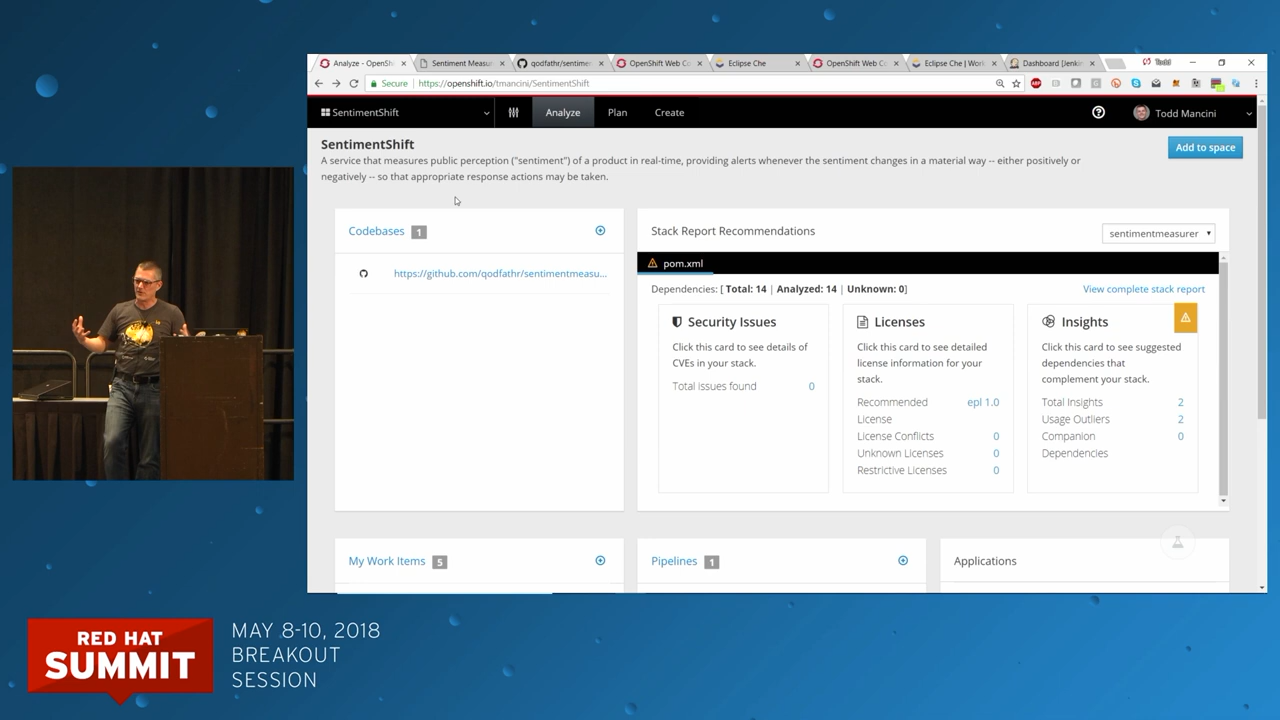 Analyze - OpenSh
Sentiment Measu
qodfathr/sentimen
OpenShift Web Co
Eclipse Che
OpenShift Web Co
Eclipse Che | Work
Dashboard [Jenkin
Todd
Secure
https://openshift.io/tmancini/SentimentShift
SentimentShift
Analyze
Plan
Create
Todd Mancini
SentimentShift
A service that measures public perception ("sentiment") of a product in real-time, providing alerts whenever the sentiment changes in a material way -- either positively or
negatively -- so that appropriate response actions may be taken.
Add to space
Codebases 1
https://github.com/qodfathr/sentimentmeasu...
Stack Report Recommendations
sentimentmeasurer
pom.xml
Dependencies: [ Total: 14 | Analyzed: 14 | Unknown: 0]
View complete stack report
Security Issues
Click this card to see details of
CVEs in your stack.
Total issues found 0
Licenses
Click this card to see detailed
license information for your
stack.
Recommended epl 1.0
License
License Conflicts 0
Unknown Licenses 0
Restrictive Licenses 0
Insights
Click this card to see suggested
dependencies that
complement your stack.
Total Insights 2
Usage Outliers 2
Companion 0
Dependencies
My Work Items 5
Pipelines 1
Applications
RED HAT
SUMMIT
MAY 8-10, 2018
BREAKOUT
SESSION